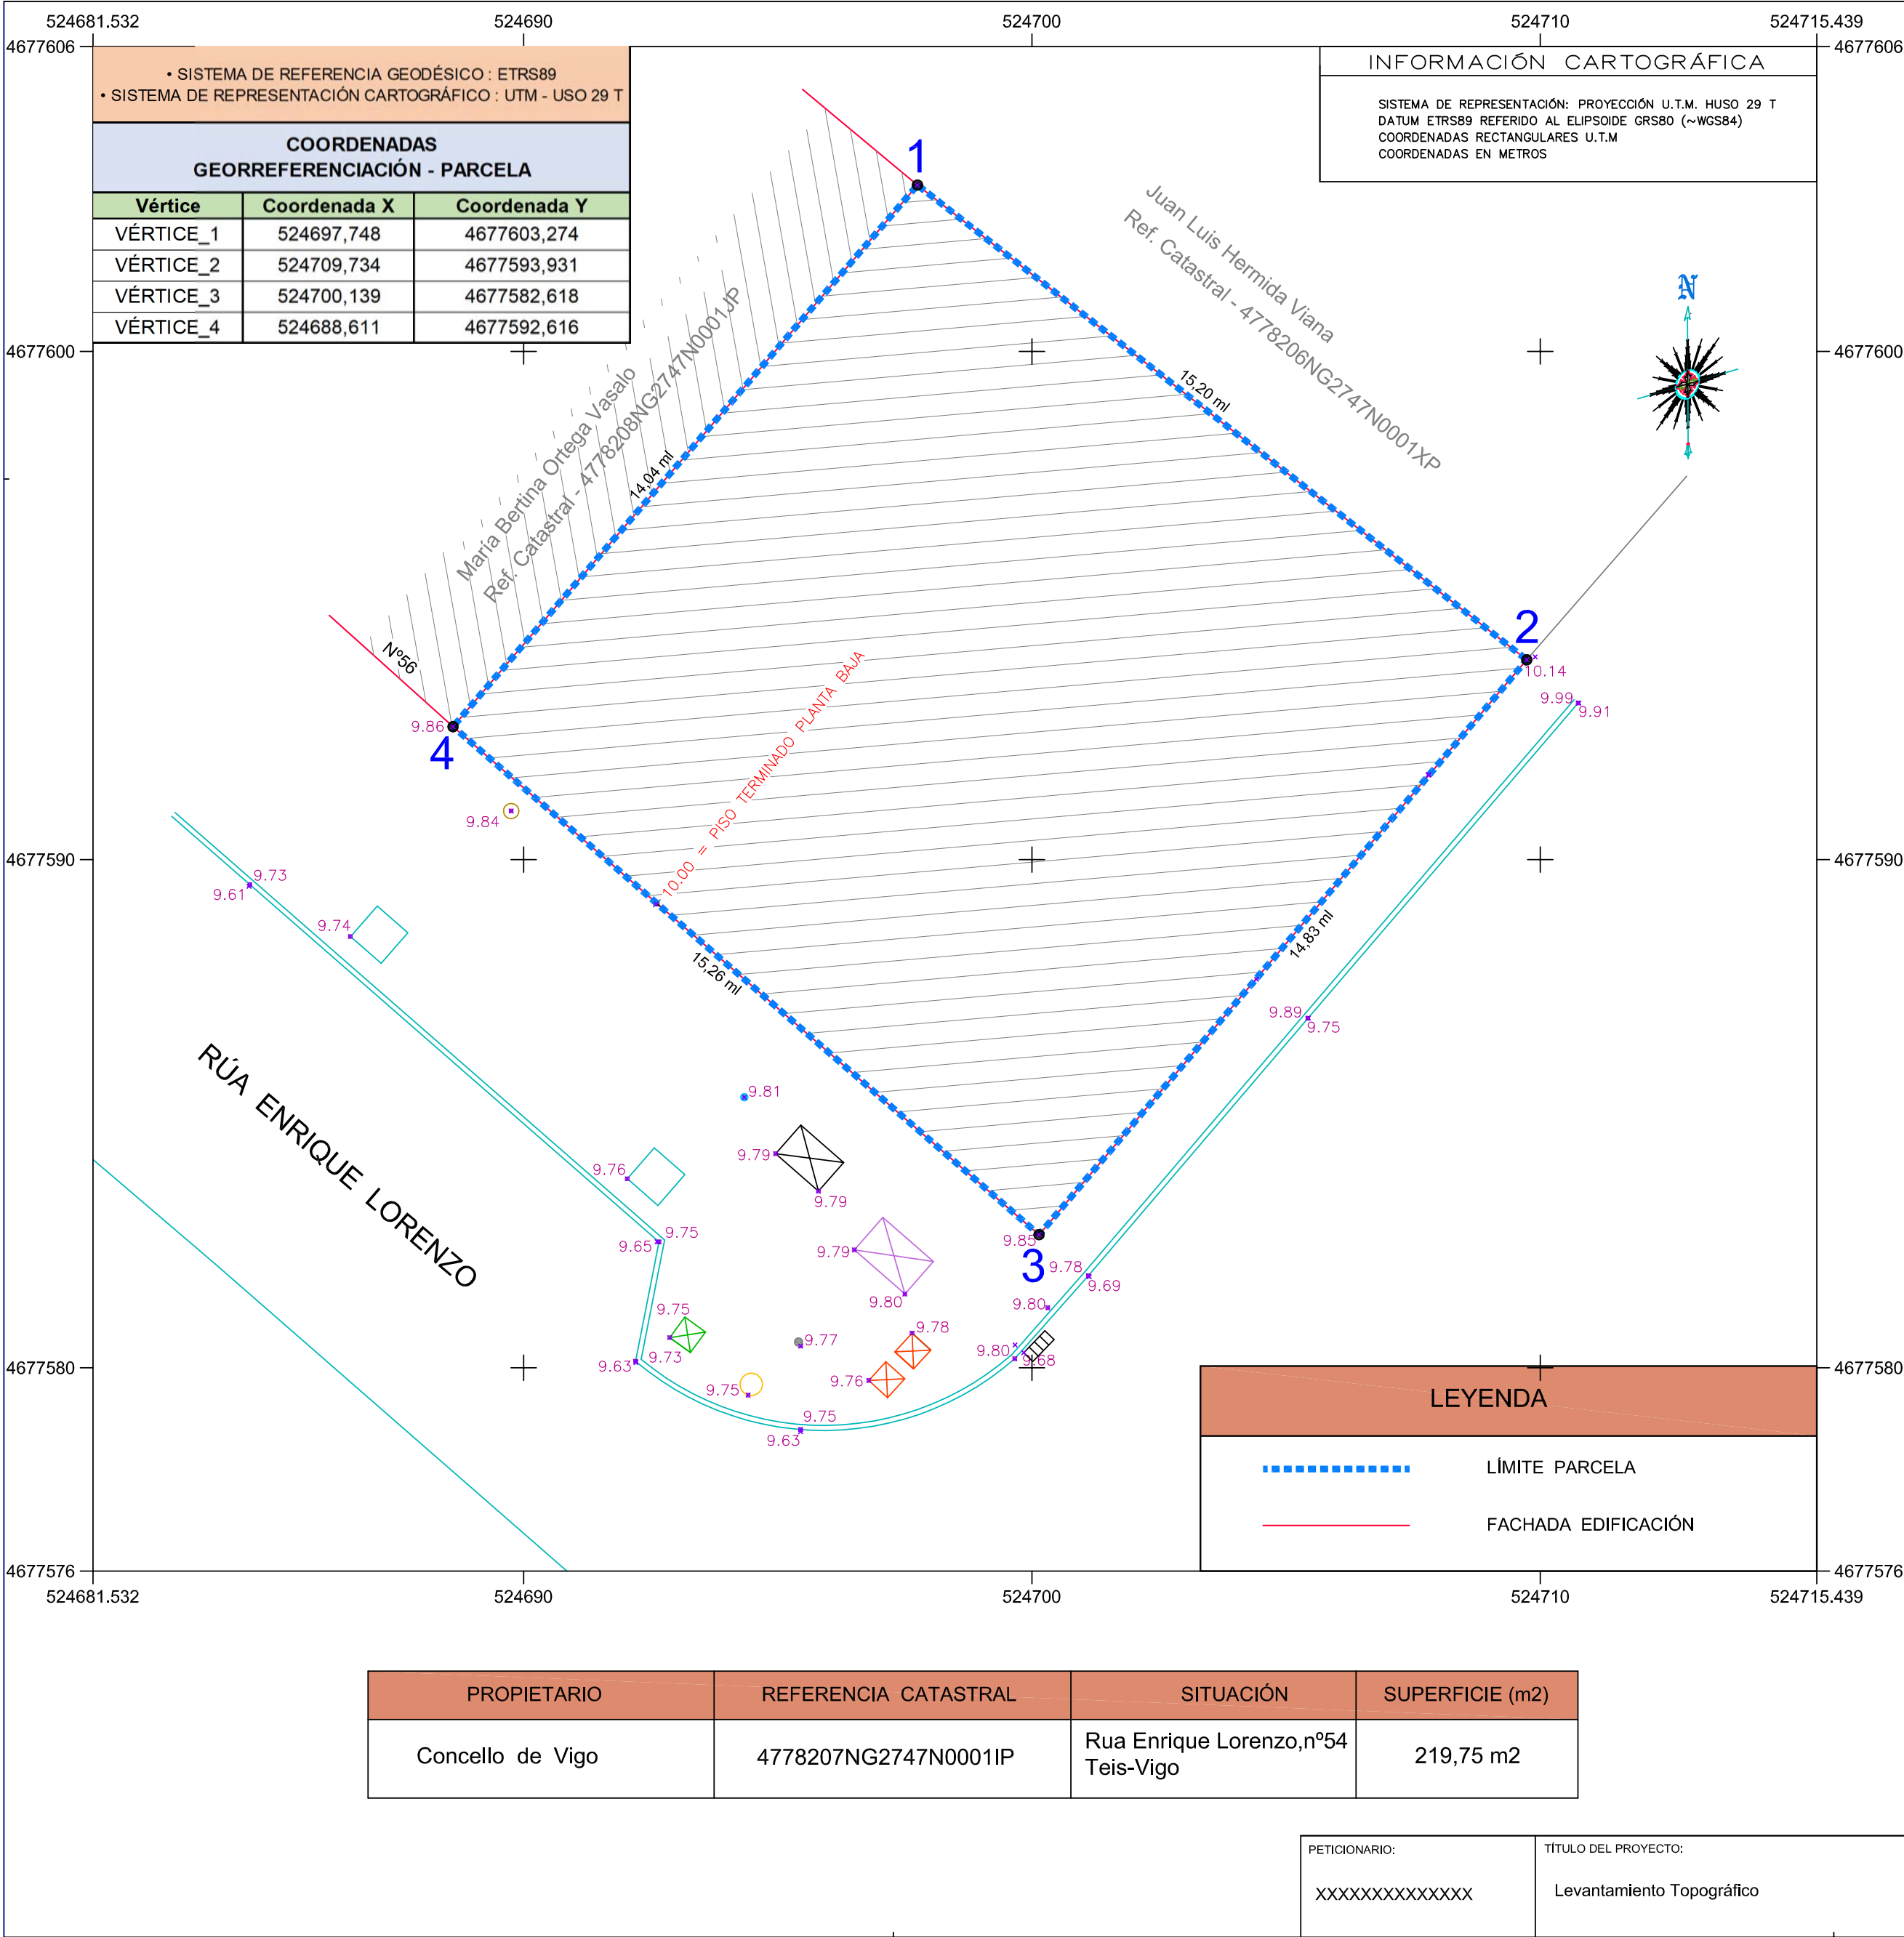 524681.532
524690
524700
524710
524715.439
4677606
4677606
• SISTEMA DE REFERENCIA GEODÉSICO : ETRS89
• SISTEMA DE REPRESENTACIÓN CARTOGRÁFICO : UTM - USO 29 T
COORDENADAS
GEORREFERENCIACIÓN - PARCELA
Vértice Coordenada X Coordenada Y
VÉRTICE_1 524697,748 4677603,274
VÉRTICE_2 524709,734 4677593,931
VÉRTICE_3 524700,139 4677582,618
VÉRTICE_4 524688,611 4677592,616
INFORMACIÓN CARTOGRÁFICA
SISTEMA DE REPRESENTACIÓN: PROYECCIÓN U.T.M. HUSO 29 T
DATUM ETRS89 REFERIDO AL ELIPSOIDE GRS80 (~WGS84)
COORDENADAS RECTANGULARES U.T.M
COORDENADAS EN METROS
1
Juan Luis Hermida Viana
Ref. Catastral - 4778206NG2747N0001XP
N
4677600
4677600
Maria Bertina Ortega Vasalo
Ref. Catastral - 4778208NG2747N0001JP
15,20 ml
14,04 ml
2
10.14
9.99
9.91
Nº56
9.86
4
9.84
10.00 = PISO TERMINADO PLANTA BAJA
4677590
4677590
9.73
9.61
9.74
15,26 ml
14,83 ml
9.89
9.75
RÚA ENRIQUE LORENZO
9.81
9.79
9.79
9.76
9.75
9.65
9.79
9.80
9.85
3
9.78
9.69
9.80
9.75
9.77
9.78
9.80
9.68
9.73
9.63
9.76
9.75
9.75
9.63
4677580
4677580
LEYENDA
LÍMITE PARCELA
FACHADA EDIFICACIÓN
4677576
4677576
524681.532
524690
524700
524710
524715.439
PROPIETARIO REFERENCIA CATASTRAL SITUACIÓN SUPERFICIE (m2)
Concello de Vigo 4778207NG2747N0001IP Rua Enrique Lorenzo,nº54 219,75 m2
Teis-Vigo
PETICIONARIO:
XXXXXXXXXXXXXX
TÍTULO DEL PROYECTO:
Levantamiento Topográfico